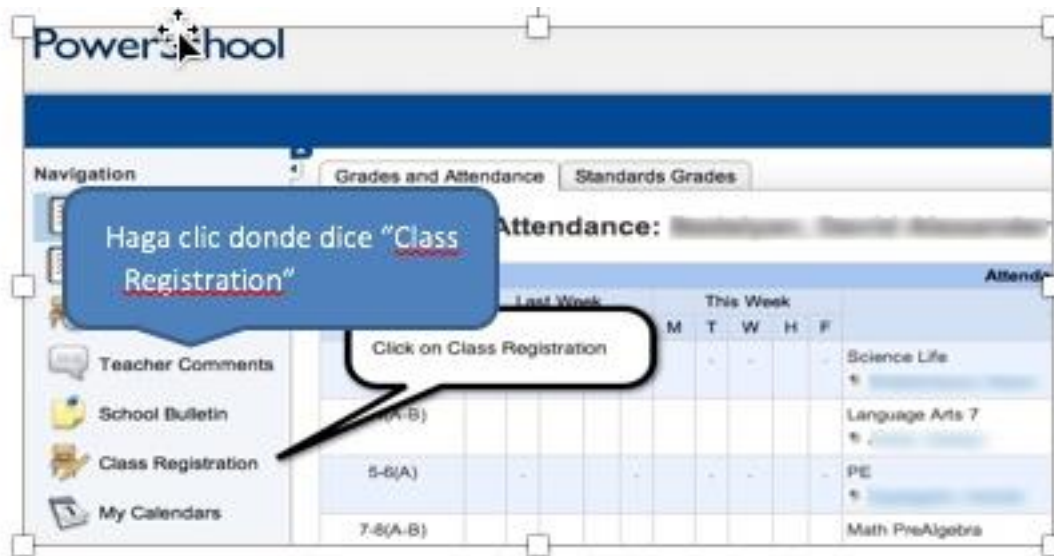 PowerSchool
Navigation
Grades and Attendance
Standards Grades
Attendance:
Haga clic donde dice “Class
Registration”
Attenda
Last Week
This Week
M T W H F
Click on Class Registration
Teacher Comments
Science Life
School Bulletin
(A-B)
Language Arts 7
Class Registration
5-6(A)
PE
My Calendars
7-8(A-B)
Math PreAlgebra